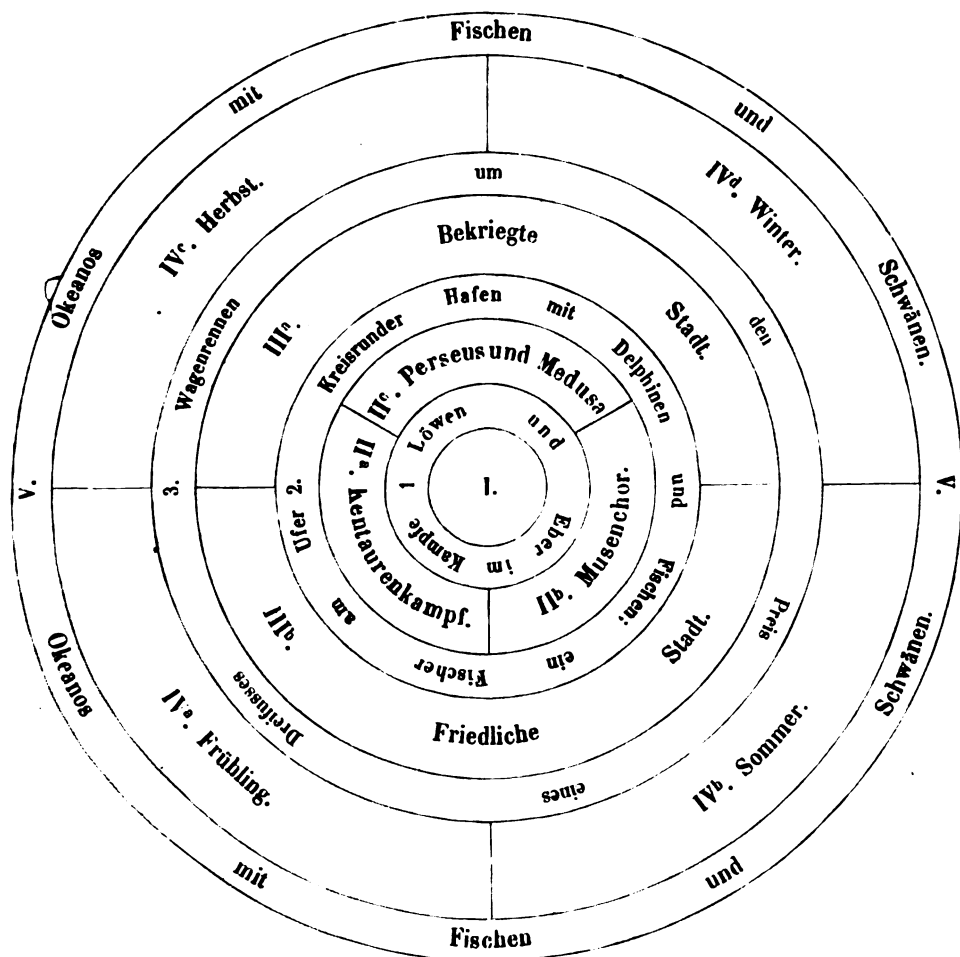 I.
1 Löwen und Eber im Kampfe
IIa. Kentaurenkampf.
IIb. Musenchor.
IIc. Perseus und Medusa
Kreisrunder Hafen mit Delphinen und Fischen: ein Fischer am Ufer 2.
IIIa. Bekriegte Stadt.
IIIb. Friedliche Stadt.
3. Wagenrennen um den Preis eines Dreifusses
IVa. Frühling.
IVb. Sommer.
IVc. Herbst.
IVd. Winter.
V. Okeanos mit Fischen und Schwänen. V.
Okeanos mit Fischen und Schwänen.